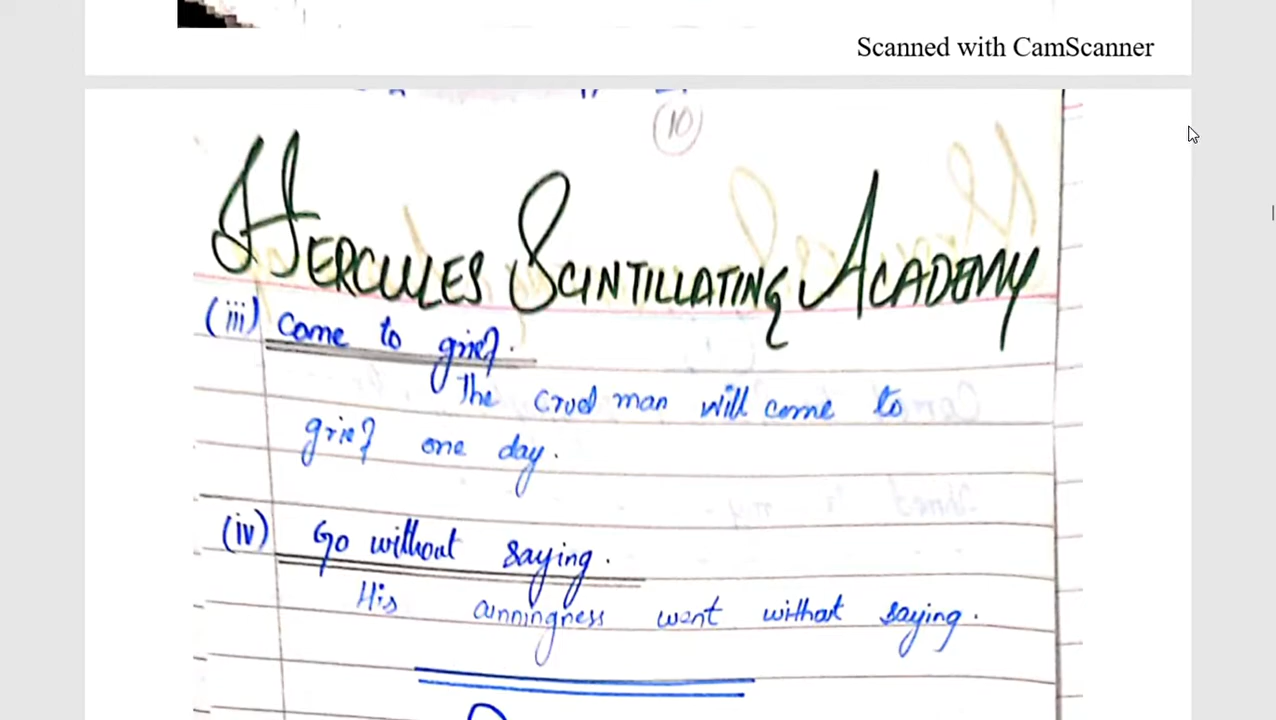 Scanned with CamScanner
(10)
HERCULES SCINTILLATING ACADEMY
(iii) Come to grief.
The cruel man will come to
grief one day.
(iv) Go without saying.
His cunningness went without saying.